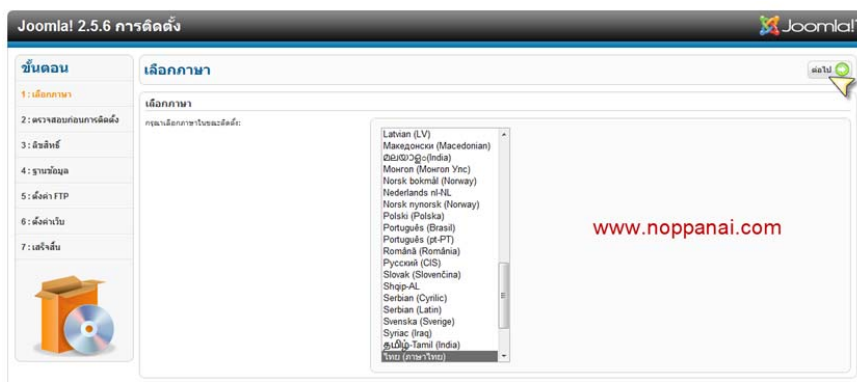 Joomla! 2.5.6 การติดตั้ง
Joomla!
ขั้นตอน
1 : เลือกภาษา
2 : ตรวจสอบก่อนการติดตั้ง
3 : ลิขสิทธิ์
4 : ฐานข้อมูล
5 : ตั้งค่า FTP
6 : ตั้งค่าเว็บ
7 : เสร็จสิ้น
เลือกภาษา
ต่อไป
เลือกภาษา
กรุณาเลือกภาษาในขณะติดตั้ง:
Latvian (LV)
Македонски (Macedonian)
മലയാളം(India)
Монгол (Монгол Улс)
Norsk bokmål (Norway)
Nederlands nl-NL
Norsk nynorsk (Norway)
Polski (Polska)
Português (Brasil)
Português (pt-PT)
Română (România)
Русский (CIS)
Slovak (Slovenčina)
Shqip-AL
Serbian (Cyrilic)
Serbian (Latin)
Svenska (Sverige)
Syriac (Iraq)
தமிழ்-Tamil (India)
ไทย (ภาษาไทย)
www.noppanai.com